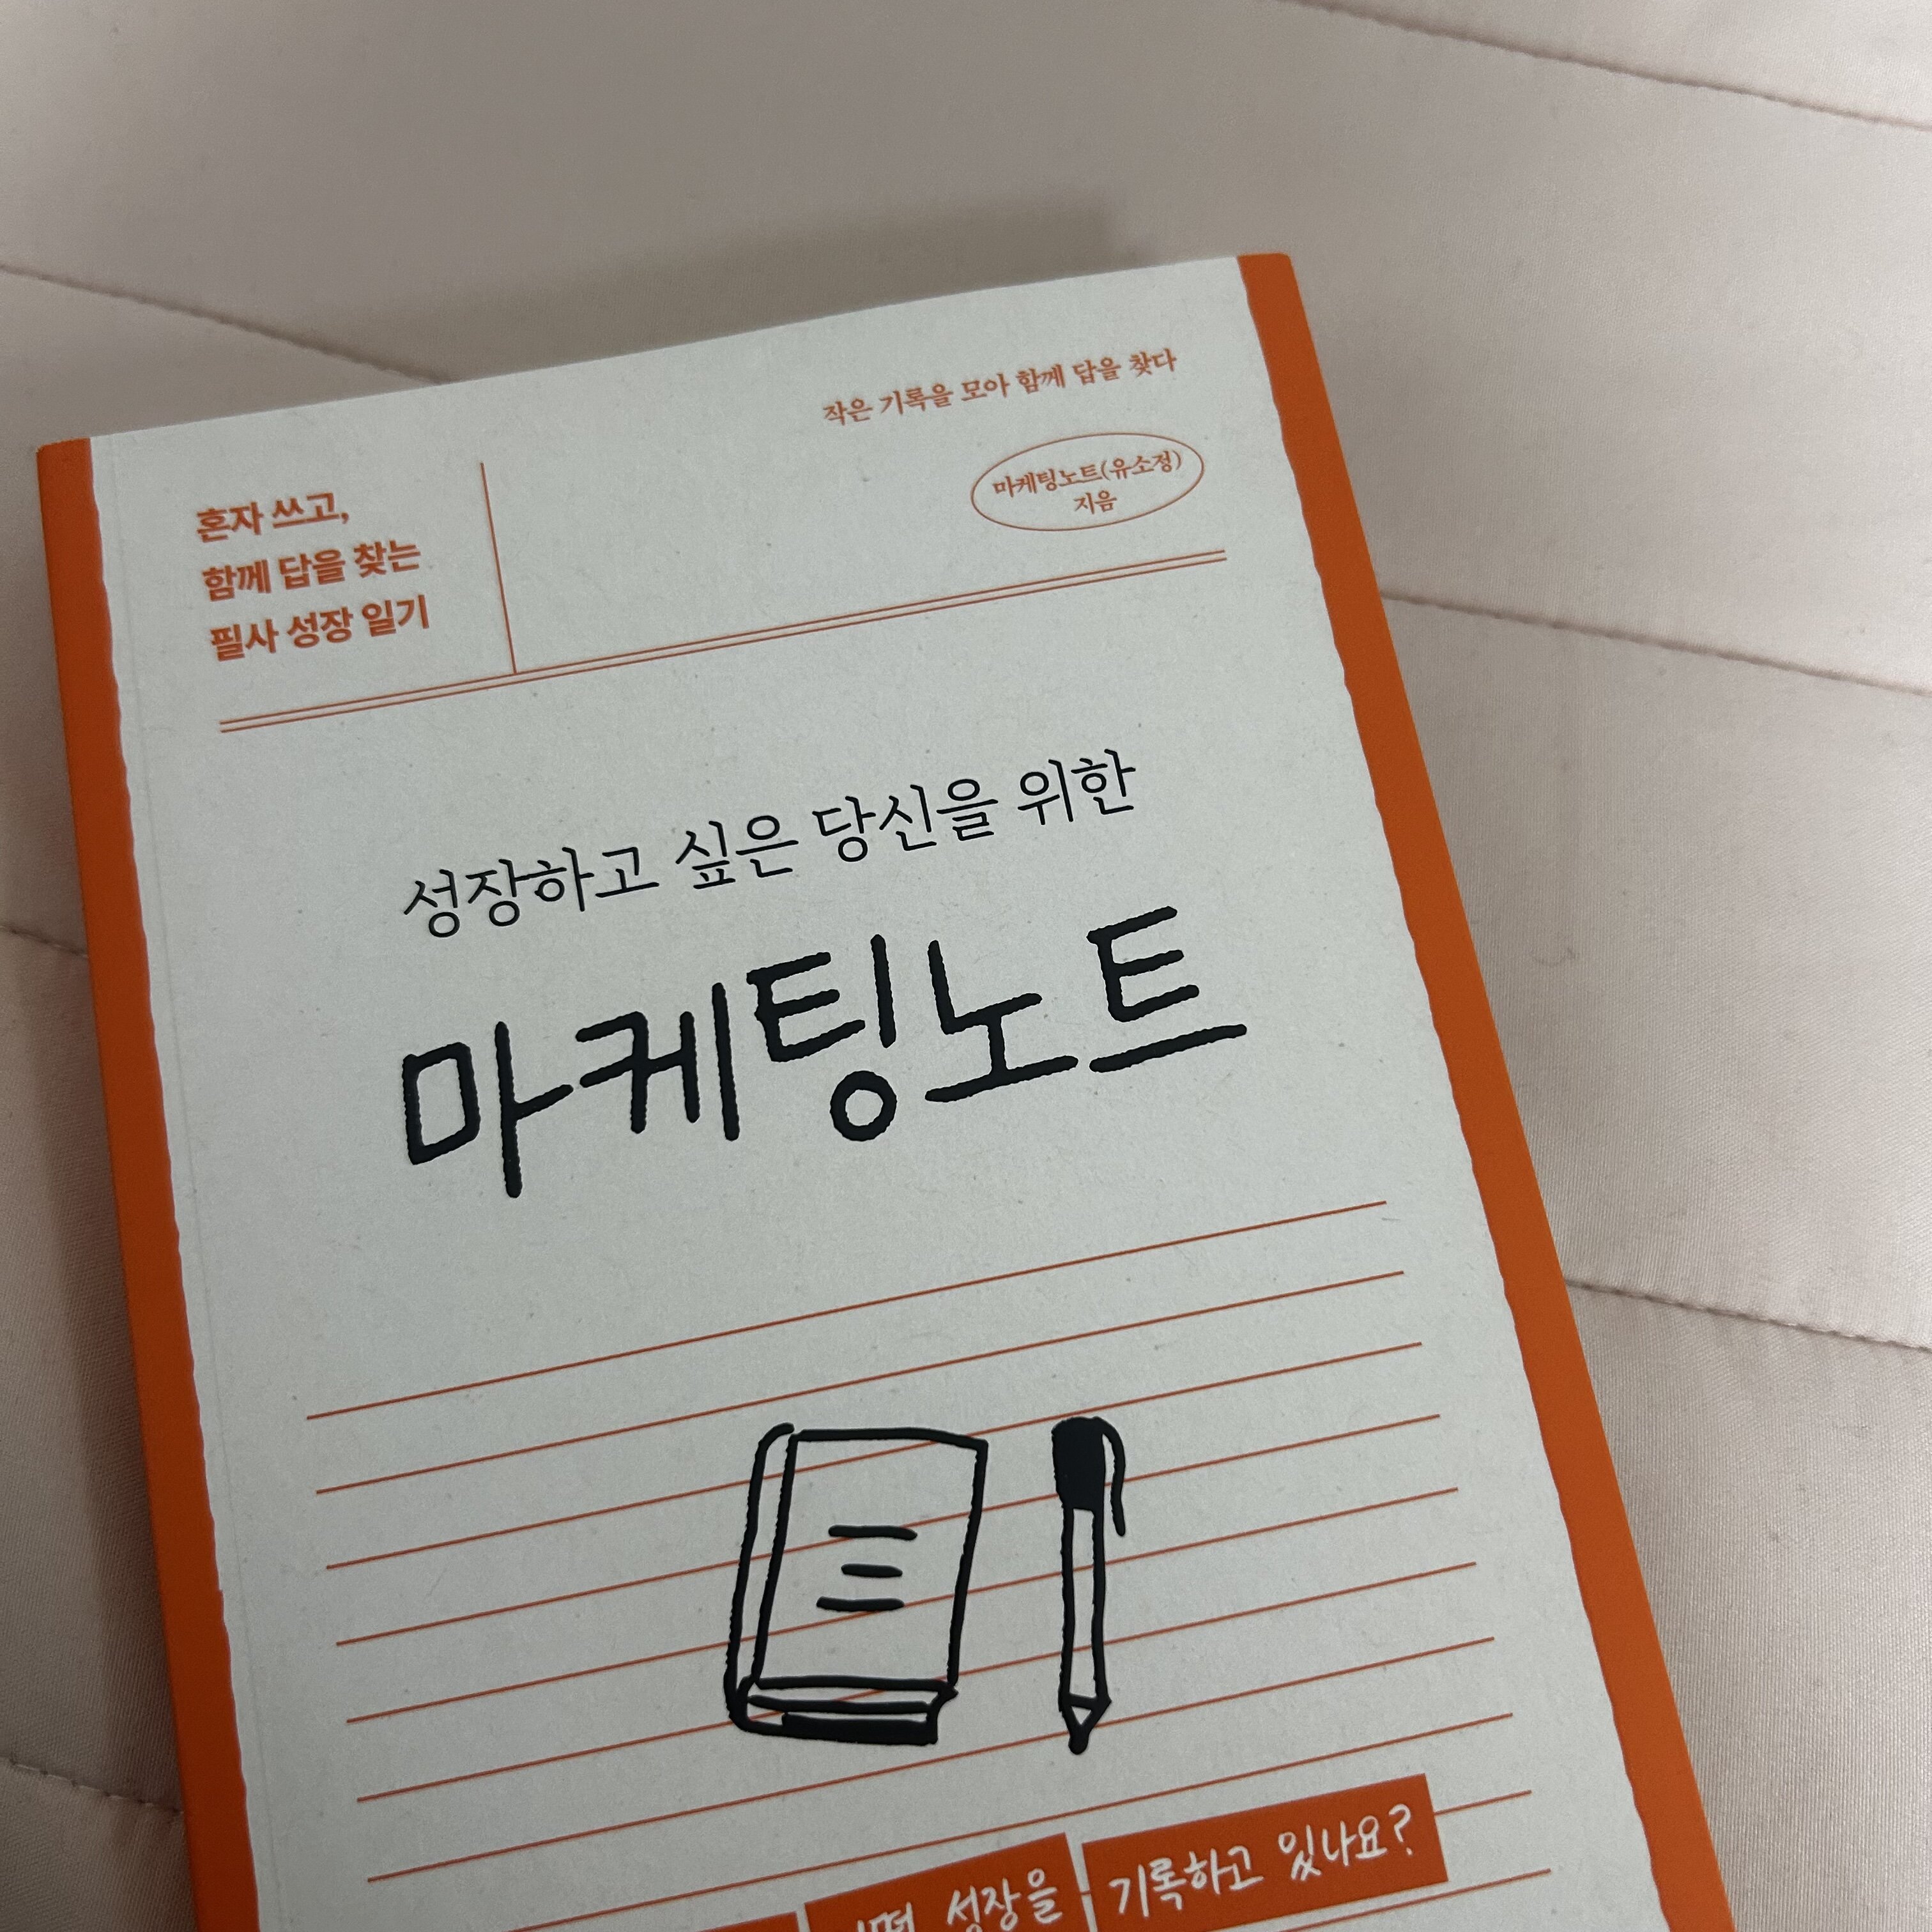 작은 기록을 모아 함께 답을 찾다
마케팅노트(유소정)
지음
혼자 쓰고,
함께 답을 찾는
필사 성장 일기
성장하고 싶은 당신을 위한
마케팅노트
성장을 기록하고 있나요?